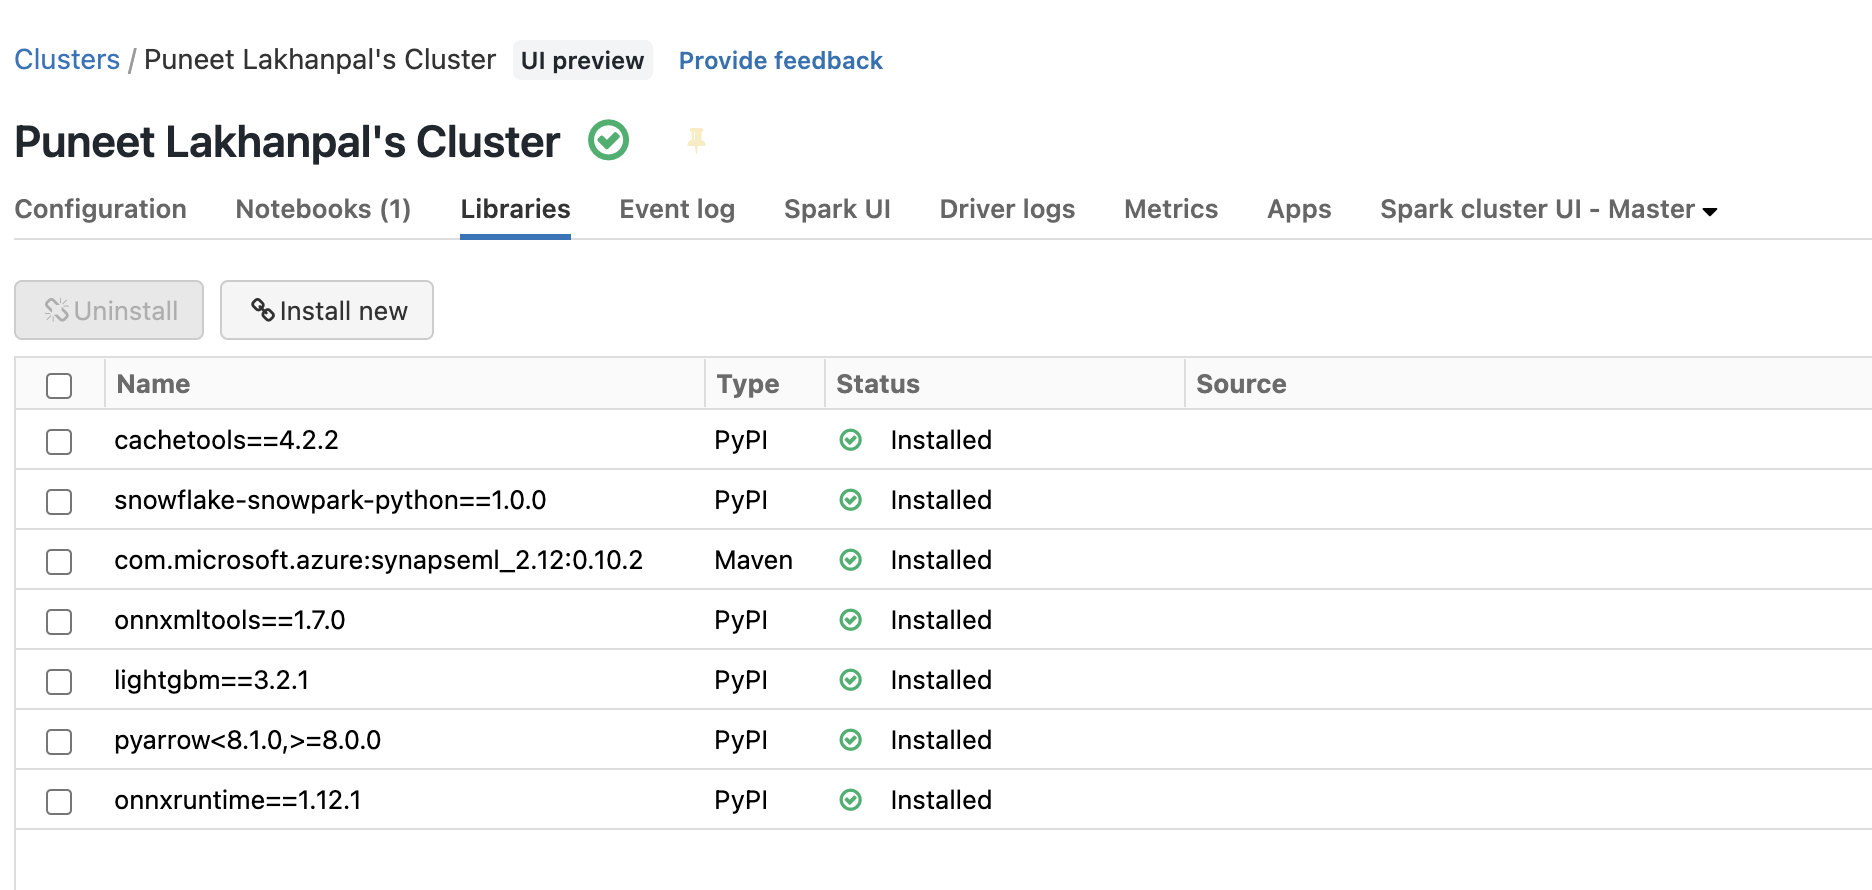 Clusters / Puneet Lakhanpal's Cluster UI preview Provide feedback
Puneet Lakhanpal's Cluster
Configuration Notebooks (1) Libraries Event log Spark UI Driver logs Metrics Apps Spark cluster UI - Master
Uninstall Install new
Name Type Status Source
cachetools==4.2.2 PyPI Installed
snowflake-snowpark-python==1.0.0 PyPI Installed
com.microsoft.azure:synapseml_2.12:0.10.2 Maven Installed
onnxmltools==1.7.0 PyPI Installed
lightgbm==3.2.1 PyPI Installed
pyarrow<8.1.0,>=8.0.0 PyPI Installed
onnxruntime==1.12.1 PyPI Installed